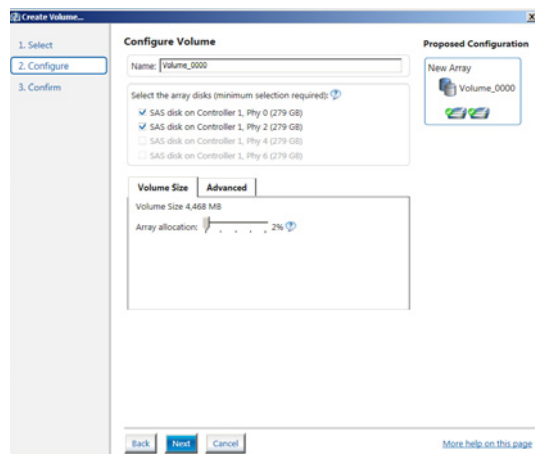 Create Volume...
X
1. Select
2. Configure
3. Confirm
Configure Volume
Name: Volume_0000
Select the array disks (minimum selection required):
SAS disk on Controller 1, Phy 0 (279 GB)
SAS disk on Controller 1, Phy 2 (279 GB)
SAS disk on Controller 1, Phy 4 (279 GB)
SAS disk on Controller 1, Phy 6 (279 GB)
Volume Size Advanced
Volume Size 4,468 MB
Array allocation: 2%
Proposed Configuration
New Array
Volume_0000
Back Next Cancel
More help on this page